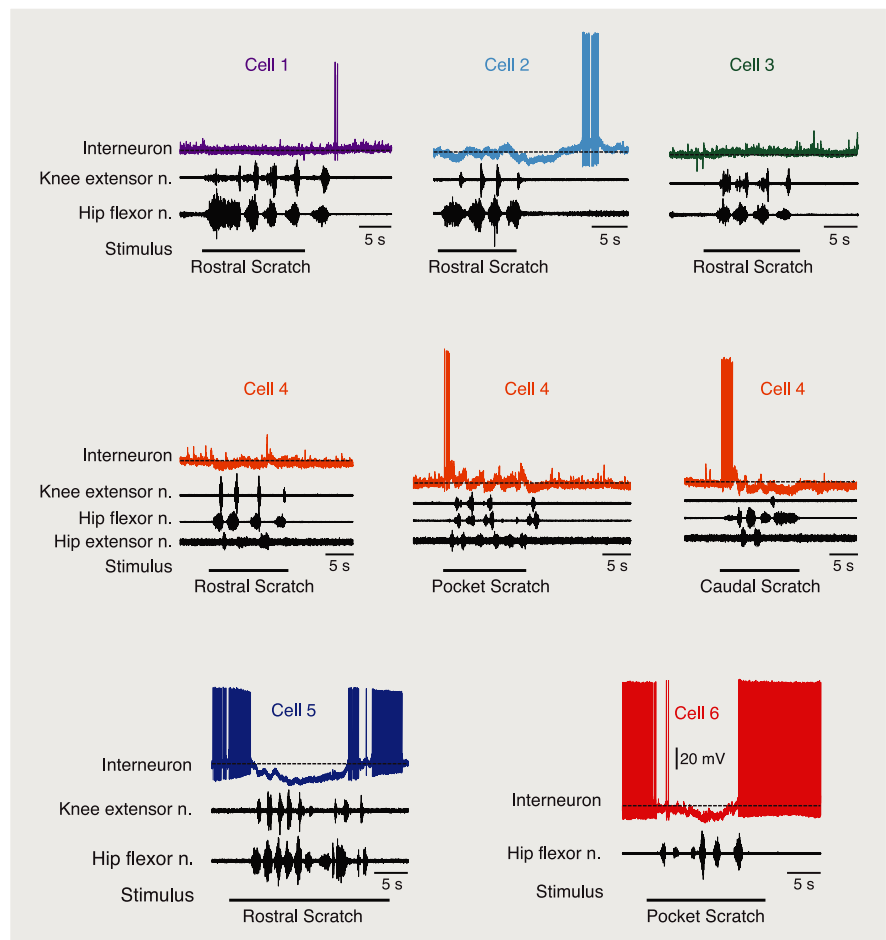 Cell 1
Cell 2
Cell 3
Interneuron
Knee extensor n.
Hip flexor n.
5 s
5 s
5 s
Stimulus
Rostral Scratch
Rostral Scratch
Rostral Scratch
Cell 4
Cell 4
Cell 4
Interneuron
Knee extensor n.
Hip flexor n.
Hip extensor n.
5 s
5 s
5 s
Stimulus
Rostral Scratch
Pocket Scratch
Caudal Scratch
Cell 5
Interneuron
Knee extensor n.
Hip flexor n.
5 s
Stimulus
Rostral Scratch
Cell 6
20 mV
Interneuron
Hip flexor n.
5 s
Stimulus
Pocket Scratch